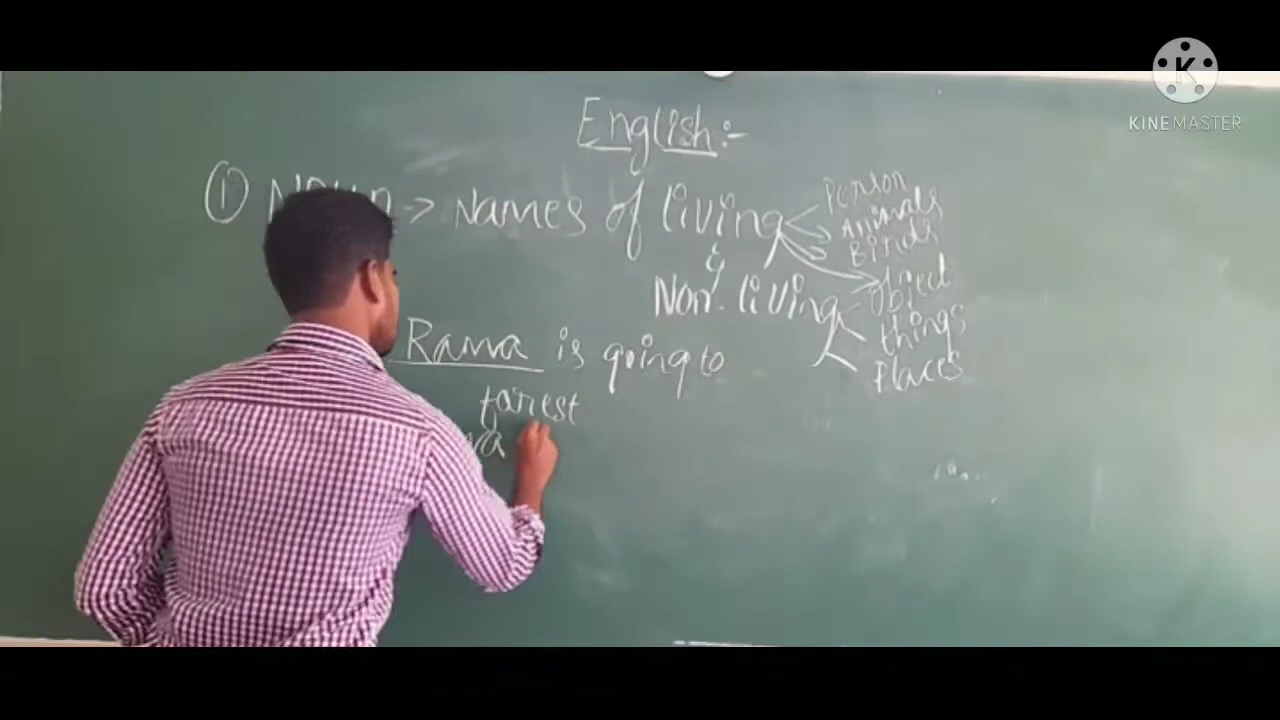 English:-
① Noun -> Names of living
Person
Animals
Birds
&
Non-living
object
things
Places
Rama is going to
farest
KINEMASTER